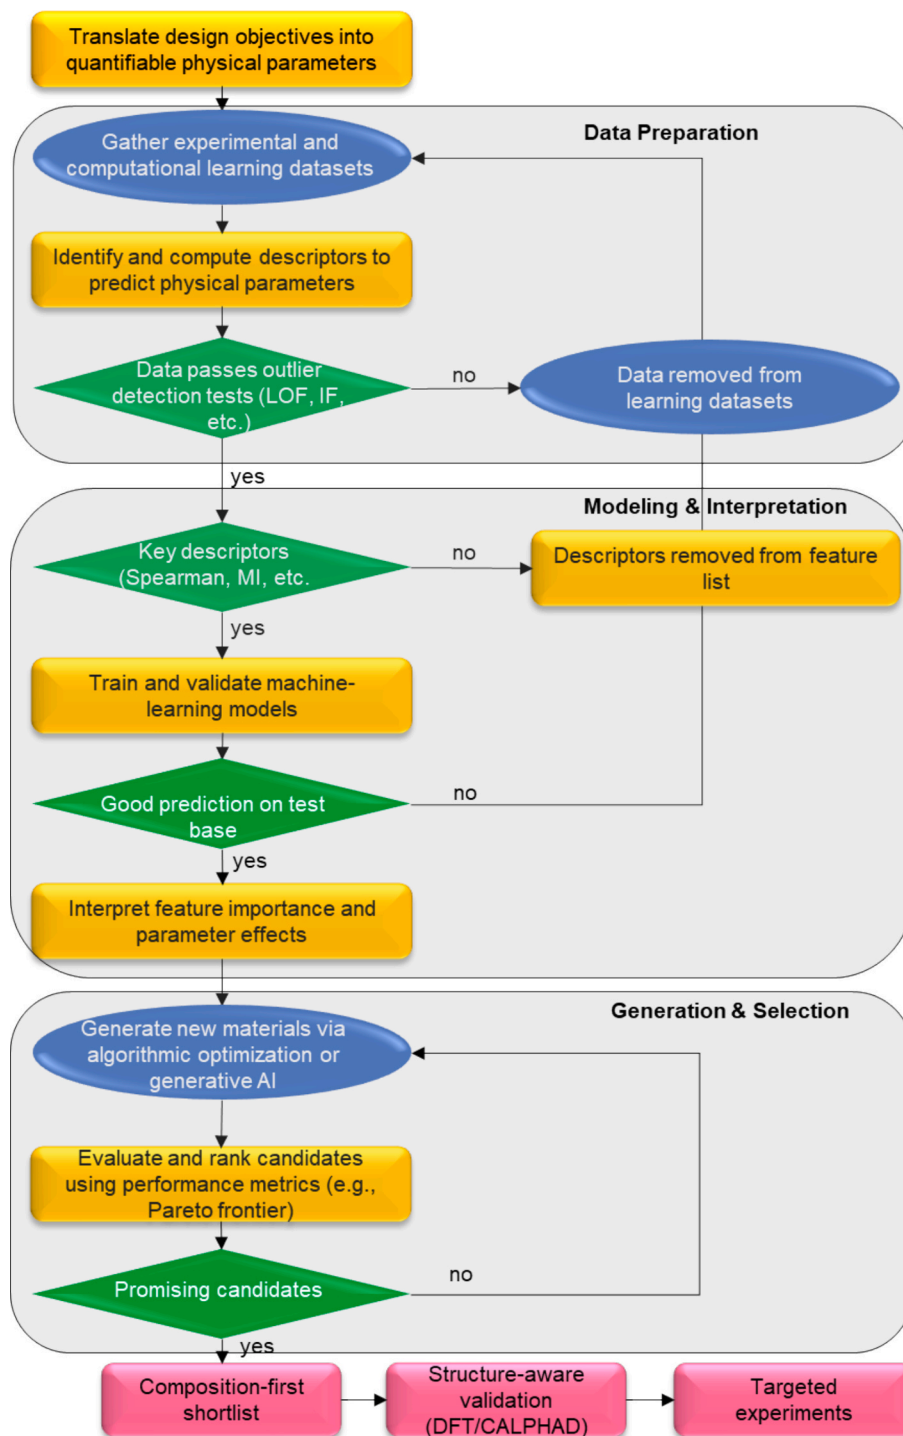 Translate design objectives into
quantifiable physical parameters
Data Preparation
Gather experimental and
computational learning datasets
Identify and compute descriptors to
predict physical parameters
Data passes outlier
detection tests (LOF, IF,
etc.)
no
Data removed from
learning datasets
yes
Modeling & Interpretation
Key descriptors
(Spearman, MI, etc.
no
Descriptors removed from feature
list
yes
Train and validate machine-
learning models
Good prediction on test
base
no
yes
Interpret feature importance and
parameter effects
Generation & Selection
Generate new materials via
algorithmic optimization or
generative AI
Evaluate and rank candidates
using performance metrics (e.g.,
Pareto frontier)
Promising candidates
no
yes
Composition-first
shortlist
Structure-aware
validation
(DFT/CALPHAD)
Targeted
experiments